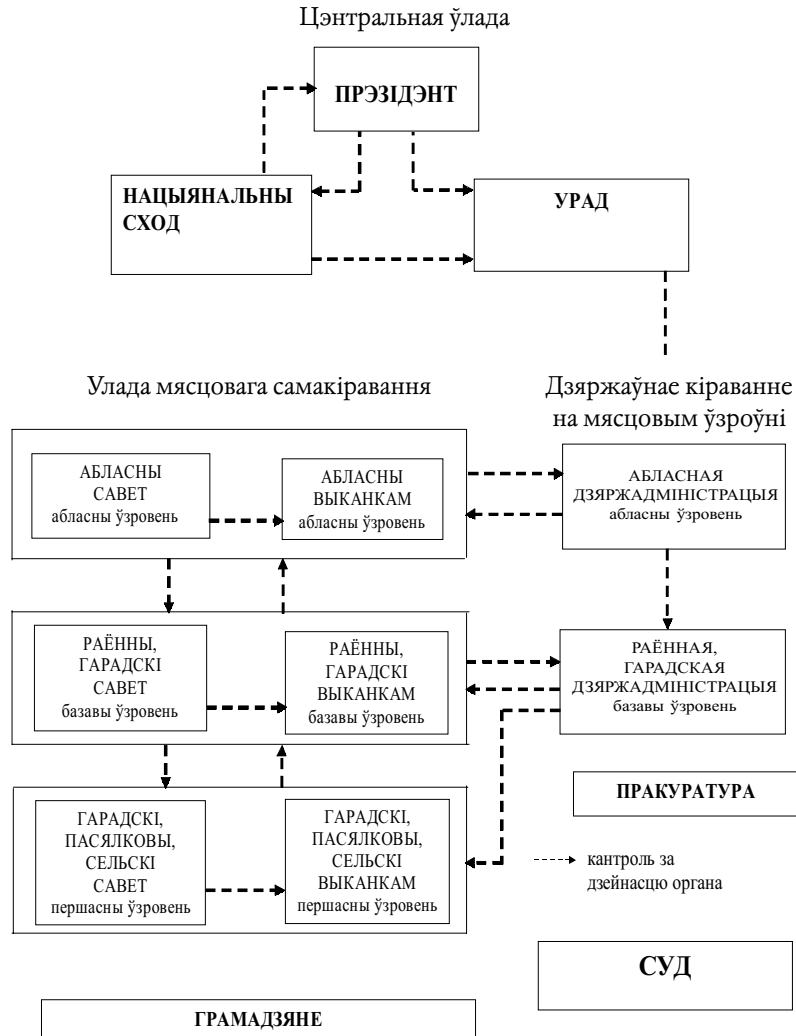 Цэнтральная ўлада
ПРЭЗІДЭНТ
НАЦЫЯНАЛЬНЫ
СХОД
УРАД
Улада мясцовага самакіравання
Дзяржаўнае кіраванне
на мясцовым ўзроўні
АБЛАСНЫ
САВЕТ
абласны ўзровень
АБЛАСНЫ
ВЫКАНКАМ
абласны ўзровень
АБЛАСНАЯ
ДЗЯРЖАДМІНІСТРАЦЫЯ
абласны ўзровень
РАЁННЫ,
ГАРАДСКІ
САВЕТ
базавы ўзровень
РАЁННЫ,
ГАРАДСКІ
ВЫКАНКАМ
базавы ўзровень
РАЁННАЯ,
ГАРАДСКАЯ
ДЗЯРЖАДМІНІСТРАЦЫЯ
базавы ўзровень
ГАРАДСКІ,
ПАСЯЛКОВЫ,
СЕЛЬСКІ
САВЕТ
першасны ўзровень
ГАРАДСКІ,
ПАСЯЛКОВЫ,
СЕЛЬСКІ
ВЫКАНКАМ
першасны ўзровень
ПРАКУРАТУРА
кантроль за
дзейнасцю органа
СУД
ГРАМАДЗЯНЕ